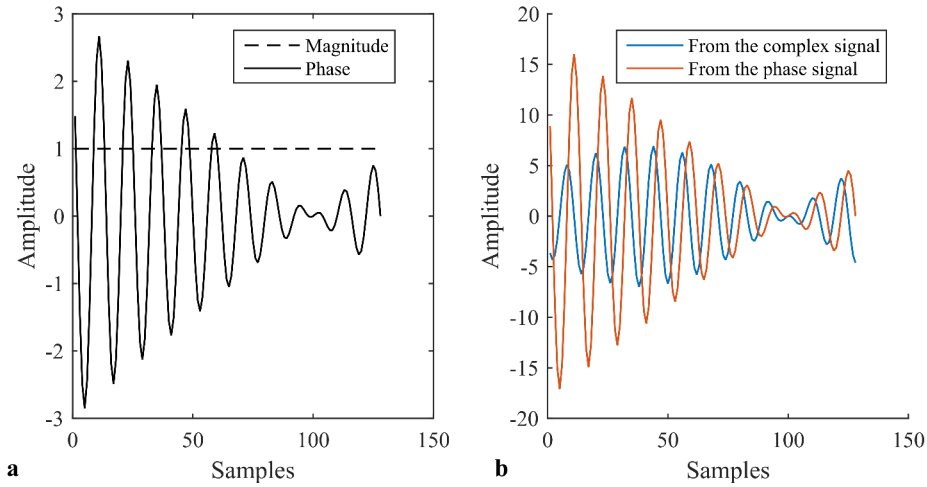 3
2
1
0
-1
-2
-3
Amplitude
Magnitude
Phase
0
50
100
150
Samples
a
20
15
10
5
0
-5
-10
-15
-20
Amplitude
From the complex signal
From the phase signal
0
50
100
150
Samples
b